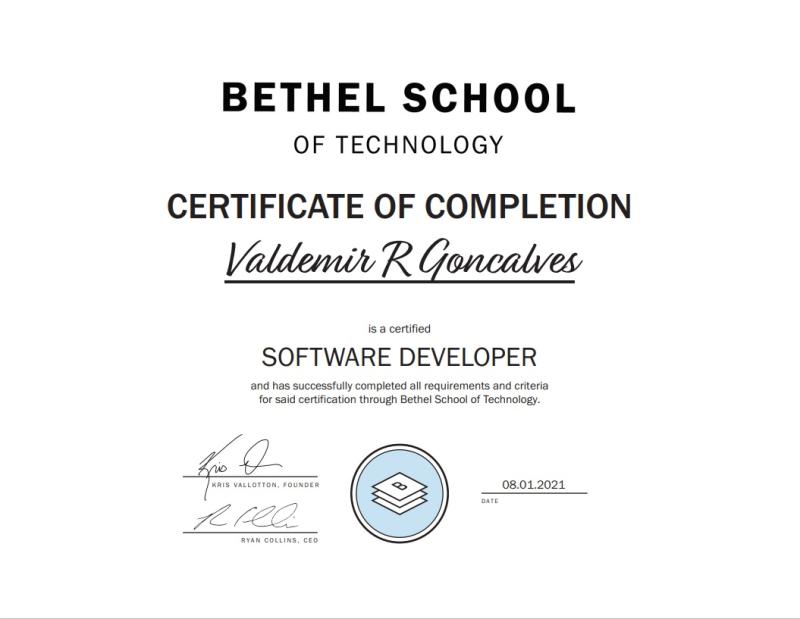 BETHEL SCHOOL
OF TECHNOLOGY
CERTIFICATE OF COMPLETION
Valdemir R Goncalves
is a certified
SOFTWARE DEVELOPER
and has successfully completed all requirements and criteria
for said certification through Bethel School of Technology.
Kris
KRIS VALLOTTON, FOUNDER
RYAN COLLINS, CEO
B
08.01.2021
DATE